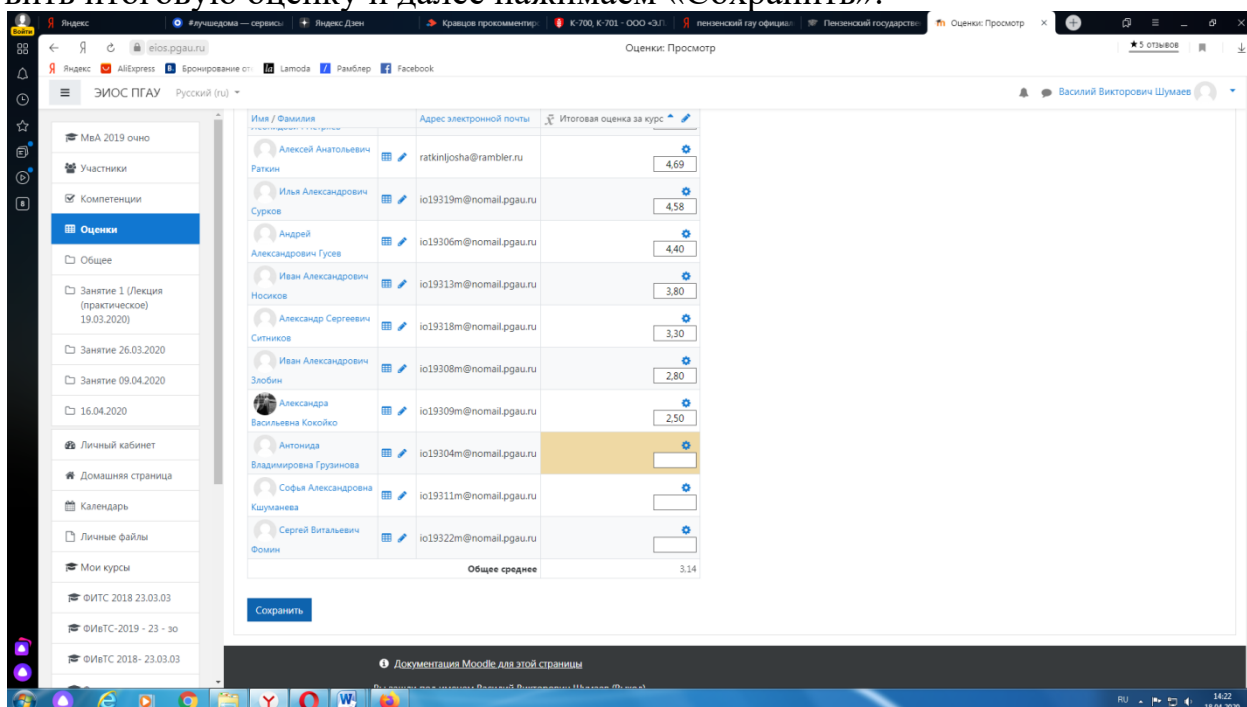 вить итоговую оценку и далее нажимаем «Сохранить».
Войти
Яндекс
#лучшедома — сервисы
Яндекс Дзен
Кравцов прокомментир
К-700, К-701 - ООО «ЭЛ
пензенский гау официал
Пензенский государстве
Оценки: Просмотр
eios.pgau.ru
Оценки: Просмотр
★5 отзывов
Яндекс
AliExpress
Бронирование от
Lamoda
Рамблер
Facebook
ЭИОС ПГАУ Русский (ru)
Василий Викторович Шумаев
МвА 2019 очно
Участники
Компетенции
Оценки
Общее
Занятие 1 (Лекция
(практическое)
19.03.2020)
Занятие 26.03.2020
Занятие 09.04.2020
16.04.2020
Личный кабинет
Домашняя страница
Календарь
Личные файлы
Мои курсы
ФИТС 2018 23.03.03
ФИвТС-2019 - 23 - зо
ФИвТС 2018- 23.03.03
Имя / Фамилия Адрес электронной почты Итоговая оценка за курс
Алексей Анатольевич
Раткин ratkinljosha@rambler.ru 4,69
Илья Александрович
Сурков io19319m@nomail.pgau.ru 4,58
Андрей
Александрович Гусев io19306m@nomail.pgau.ru 4,40
Иван Александрович
Носиков io19313m@nomail.pgau.ru 3,80
Александр Сергеевич
Ситников io19318m@nomail.pgau.ru 3,30
Иван Александрович
Злобин io19308m@nomail.pgau.ru 2,80
Александра
Васильевна Кокойко io19309m@nomail.pgau.ru 2,50
Антонида
Владимировна Грузинова io19304m@nomail.pgau.ru
Софья Александровна
Кшуманева io19311m@nomail.pgau.ru
Сергей Витальевич
Фомин io19322m@nomail.pgau.ru
Общее среднее 3,14
Сохранить
Документация Moodle для этой страницы
RU
14:22